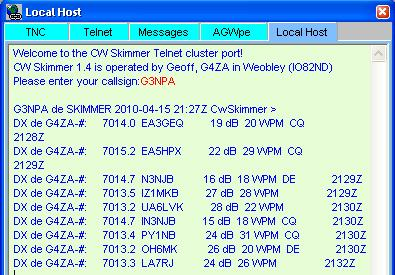 Local Host
TNC Telnet Messages AGWpe Local Host
Welcome to the CW Skimmer Telnet cluster port!
CW Skimmer 1.4 is operated by Geoff, G4ZA in Weobley (IO82ND)
Please enter your callsign:G3NPA
G3NPA de SKIMMER 2010-04-15 21:27Z CwSkimmer >
DX de G4ZA-#: 7014.0 EA3GEQ 19 dB 20 WPM CQ
2128Z
DX de G4ZA-#: 7015.2 EA5HPX 22 dB 29 WPM CQ
2129Z
DX de G4ZA-#: 7014.7 N3NJB 16 dB 18 WPM DE 2129Z
DX de G4ZA-#: 7013.5 IZ1MKB 27 dB 28 WPM 2129Z
DX de G4ZA-#: 7013.2 UA6LVK 28 dB 22 WPM 2130Z
DX de G4ZA-#: 7014.7 IN3NJB 15 dB 18 WPM CQ 2130Z
DX de G4ZA-#: 7013.4 PY1NB 24 dB 31 WPM CQ 2130Z
DX de G4ZA-#: 7013.2 OH6MK 26 dB 20 WPM DE 2130Z
DX de G4ZA-#: 7013.3 LA7RJ 24 dB 26 WPM 2132Z